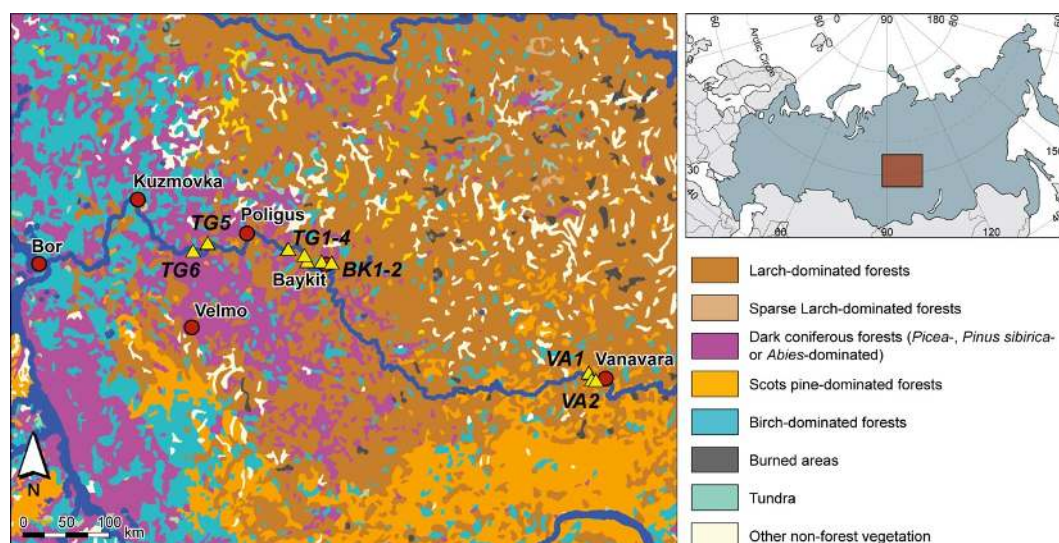 Kuzmovka
TG5
Poligus
TG1-4
Bor
TG6
Baykit
BK1-2
Velmo
VA1
Vanavara
VA2
N
0 50 100
km
60
60
90
180
60
Arctic Circle
30
40
150
60
90
120
Larch-dominated forests
Sparse Larch-dominated forests
Dark coniferous forests (Picea-, Pinus sibirica-
or Abies-dominated)
Scots pine-dominated forests
Birch-dominated forests
Burned areas
Tundra
Other non-forest vegetation